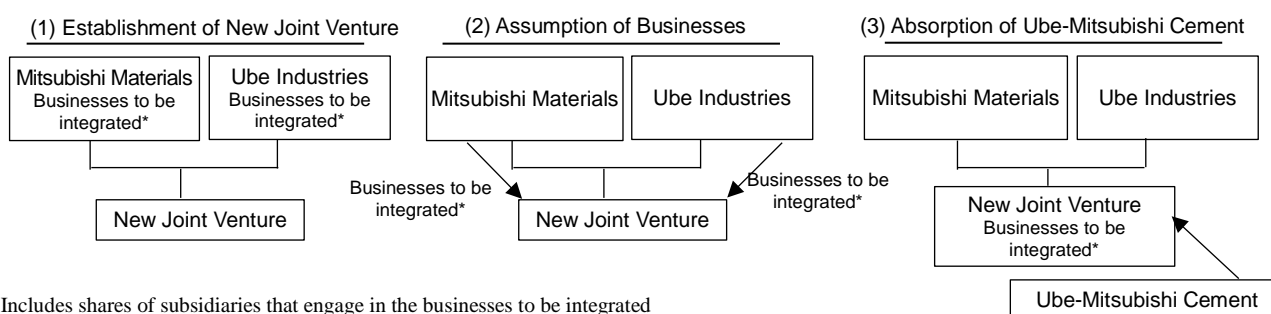 (1) Establishment of New Joint Venture
Mitsubishi Materials
Businesses to be
integrated*
Ube Industries
Businesses to be
integrated*
New Joint Venture
(2) Assumption of Businesses
Mitsubishi Materials
Ube Industries
Businesses to be
integrated*
Businesses to be
integrated*
New Joint Venture
(3) Absorption of Ube-Mitsubishi Cement
Mitsubishi Materials
Ube Industries
New Joint Venture
Businesses to be
integrated*
Ube-Mitsubishi Cement
Includes shares of subsidiaries that engage in the businesses to be integrated